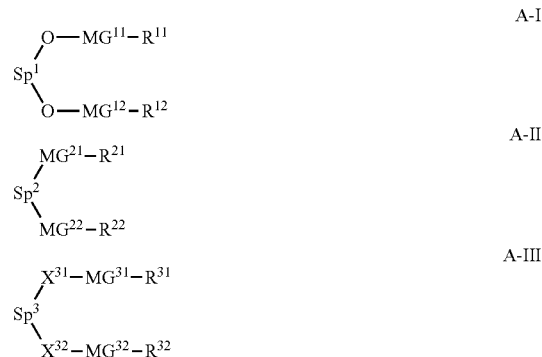 A-I
O—MG¹¹—R¹¹
Sp¹
O—MG¹²—R¹²
A-II
MG²¹—R²¹
Sp²
MG²²—R²²
A-III
X³¹—MG³¹—R³¹
Sp³
X³²—MG³²—R³²